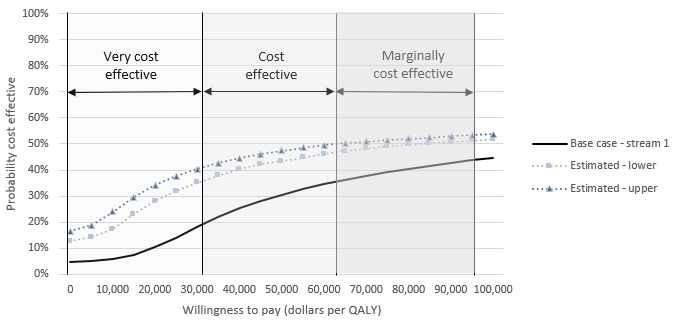 100%
90%
80%
70%
60%
50%
40%
30%
20%
10%
0%
Probability cost effective
Very cost
effective
Cost
effective
Marginally
cost effective
0
10,000
20,000
30,000
40,000
50,000
60,000
70,000
80,000
90,000
100,000
Willingness to pay (dollars per QALY)
Base case - stream 1
Estimated - lower
Estimated - upper